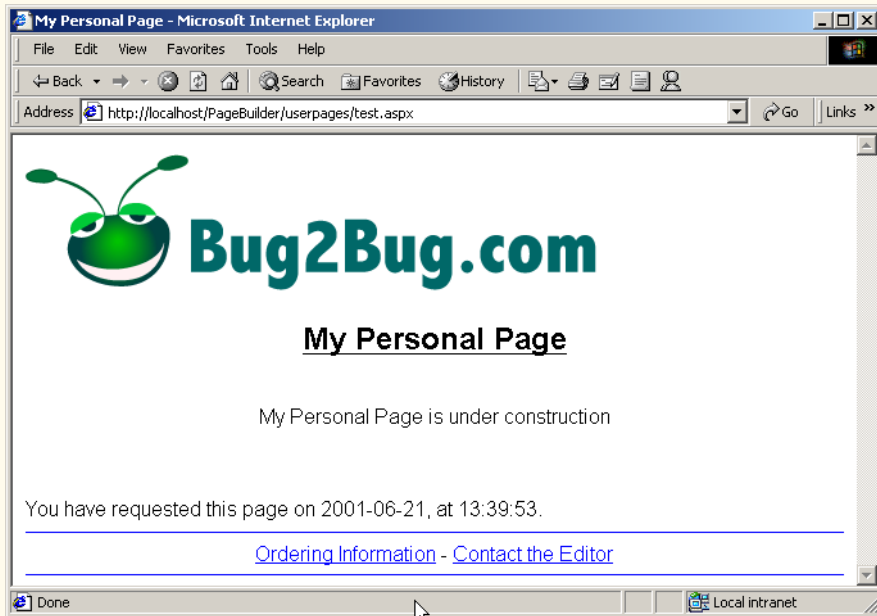 My Personal Page - Microsoft Internet Explorer
File Edit View Favorites Tools Help
Back Search Favorites History
Address http://localhost/PageBuilder/userpages/test.aspx Go Links »
Bug2Bug.com
My Personal Page
My Personal Page is under construction
You have requested this page on 2001-06-21, at 13:39:53.
Ordering Information - Contact the Editor
Done Local intranet